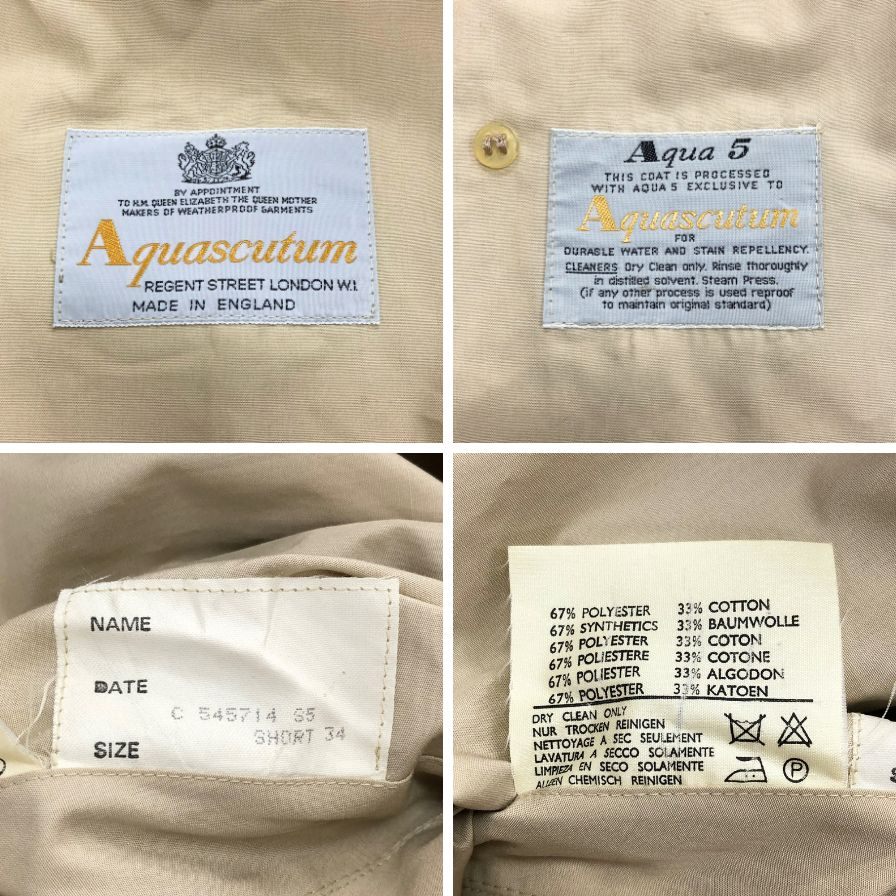 BY APPOINTMENT
TO H.M. QUEEN ELIZABETH THE QUEEN MOTHER
MAKERS OF WEATHERPROOF GARMENTS
Aquascutum
REGENT STREET LONDON W.I.
MADE IN ENGLAND
Aqua 5
THIS COAT IS PROCESSED
WITH AQUA 5 EXCLUSIVE TO
Aquascutum
FOR
DURABLE WATER AND STAIN REPELLENCY.
CLEANERS Dry Clean only. Rinse thoroughly
in distilled solvent. Steam Press.
(if any other process is used reproof
to maintain original standard)
NAME
DATE
C 545714 S5
SHORT 34
SIZE
67% POLYESTER 33% COTTON
67% SYNTHETICS 33% BAUMWOLLE
67% POLYESTER 33% COTON
67% POLIESTERE 33% COTONE
67% POLIESTER 33% ALGODON
67% POLYESTER 33% KATOEN
DRY CLEAN ONLY
NUR TROCKEN REINIGEN
NETTOYAGE A SEC SEULEMENT
LAVATURA A SECCO SOLAMENTE
LIMPIEZA EN SECO SOLAMENTE
ALLEEN CHEMISCH REINIGEN
P